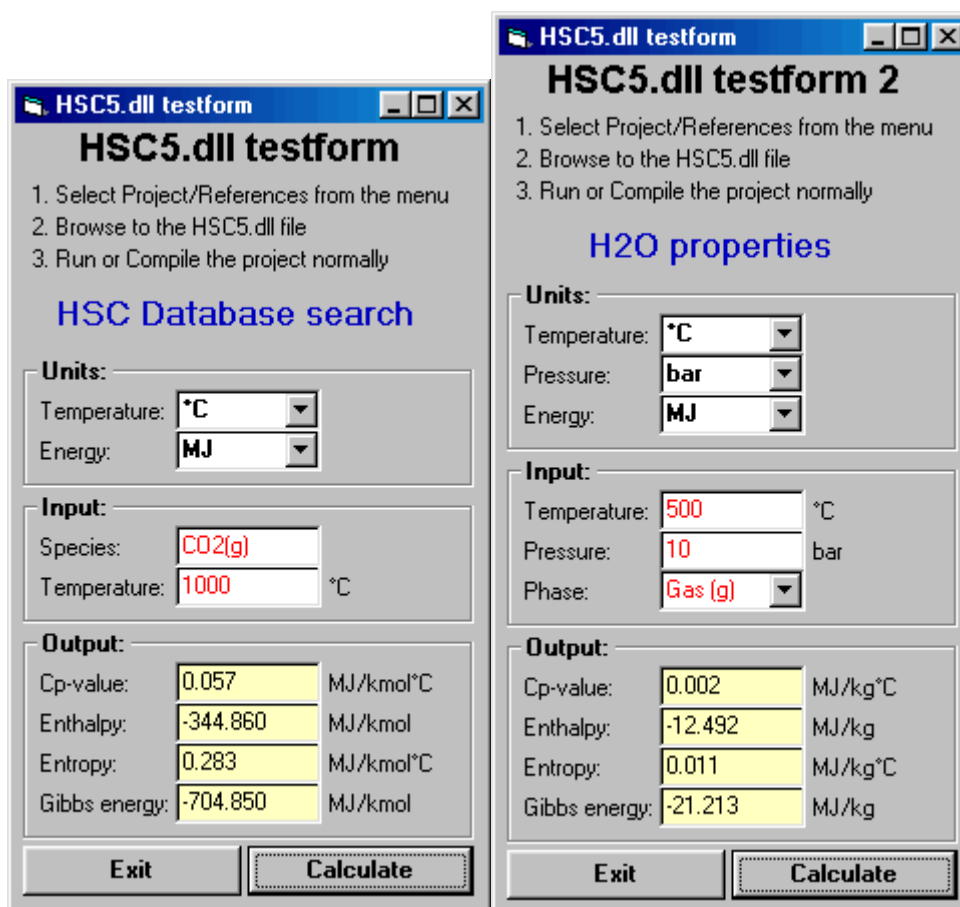 HSC5.dll testform
HSC5.dll testform
1. Select Project/References from the menu
2. Browse to the HSC5.dll file
3. Run or Compile the project normally
HSC Database search
Units:
Temperature: °C
Energy: MJ
Input:
Species: CO2(g)
Temperature: 1000 °C
Output:
Cp-value: 0.057 MJ/kmol°C
Enthalpy: -344.860 MJ/kmol
Entropy: 0.283 MJ/kmol°C
Gibbs energy: -704.850 MJ/kmol
Exit Calculate
HSC5.dll testform
HSC5.dll testform 2
1. Select Project/References from the menu
2. Browse to the HSC5.dll file
3. Run or Compile the project normally
H2O properties
Units:
Temperature: °C
Pressure: bar
Energy: MJ
Input:
Temperature: 500 °C
Pressure: 10 bar
Phase: Gas (g)
Output:
Cp-value: 0.002 MJ/kg°C
Enthalpy: -12.492 MJ/kg
Entropy: 0.011 MJ/kg°C
Gibbs energy: -21.213 MJ/kg
Exit Calculate